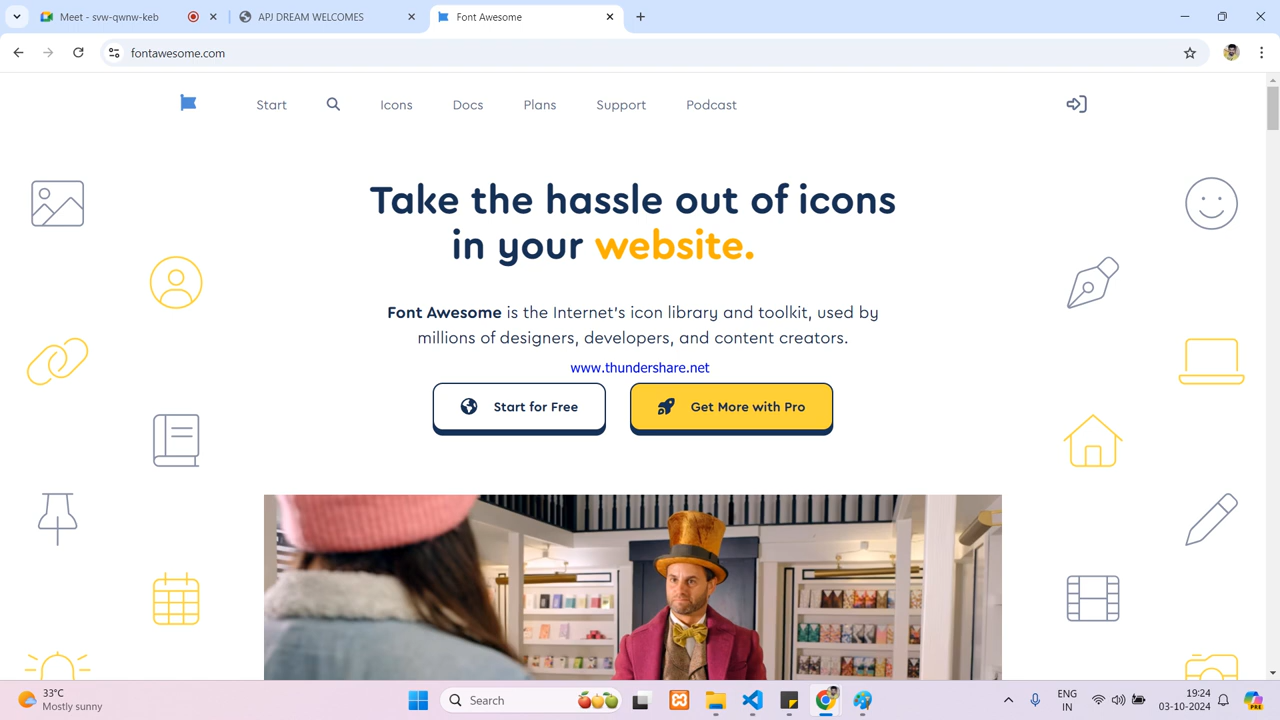 Meet - svw-qwnw-keb
APJ DREAM WELCOMES
Font Awesome
fontawesome.com
Start
Icons
Docs
Plans
Support
Podcast
Take the hassle out of icons
in your website.
Font Awesome is the Internet's icon library and toolkit, used by
millions of designers, developers, and content creators.
www.thundershare.net
Start for Free
Get More with Pro
33°C
Mostly sunny
Search
ENG
IN
19:24
03-10-2024
PRE